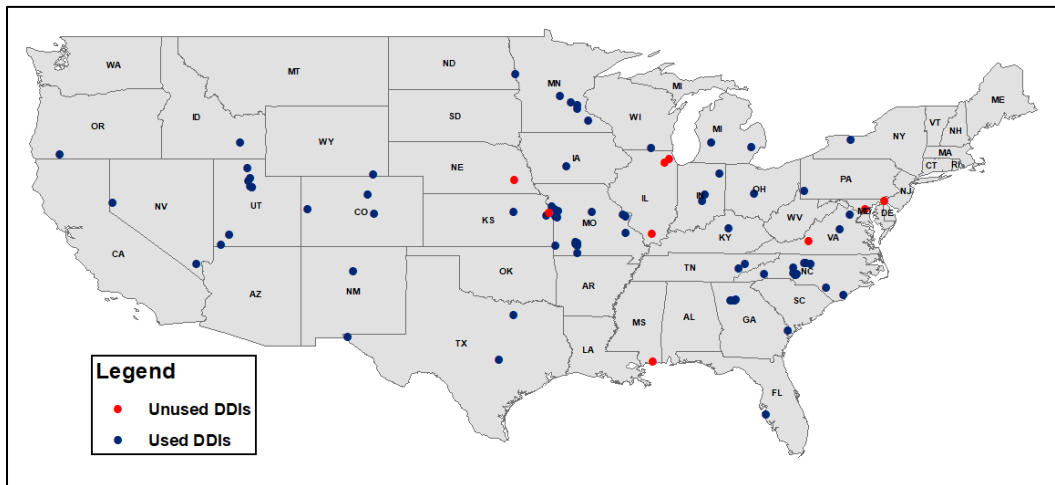 WA
MT
ND
MN
ME
OR
ID
WY
SD
WI
MI
MI
NY
VT
NH
MA
CT
RI
NV
UT
CO
NE
IA
IL
IN
OH
PA
NJ
MD
DE
CA
AZ
NM
KS
MO
KY
WV
VA
OK
AR
TN
NC
SC
TX
LA
MS
AL
GA
FL
Legend
Unused DDIs
Used DDIs